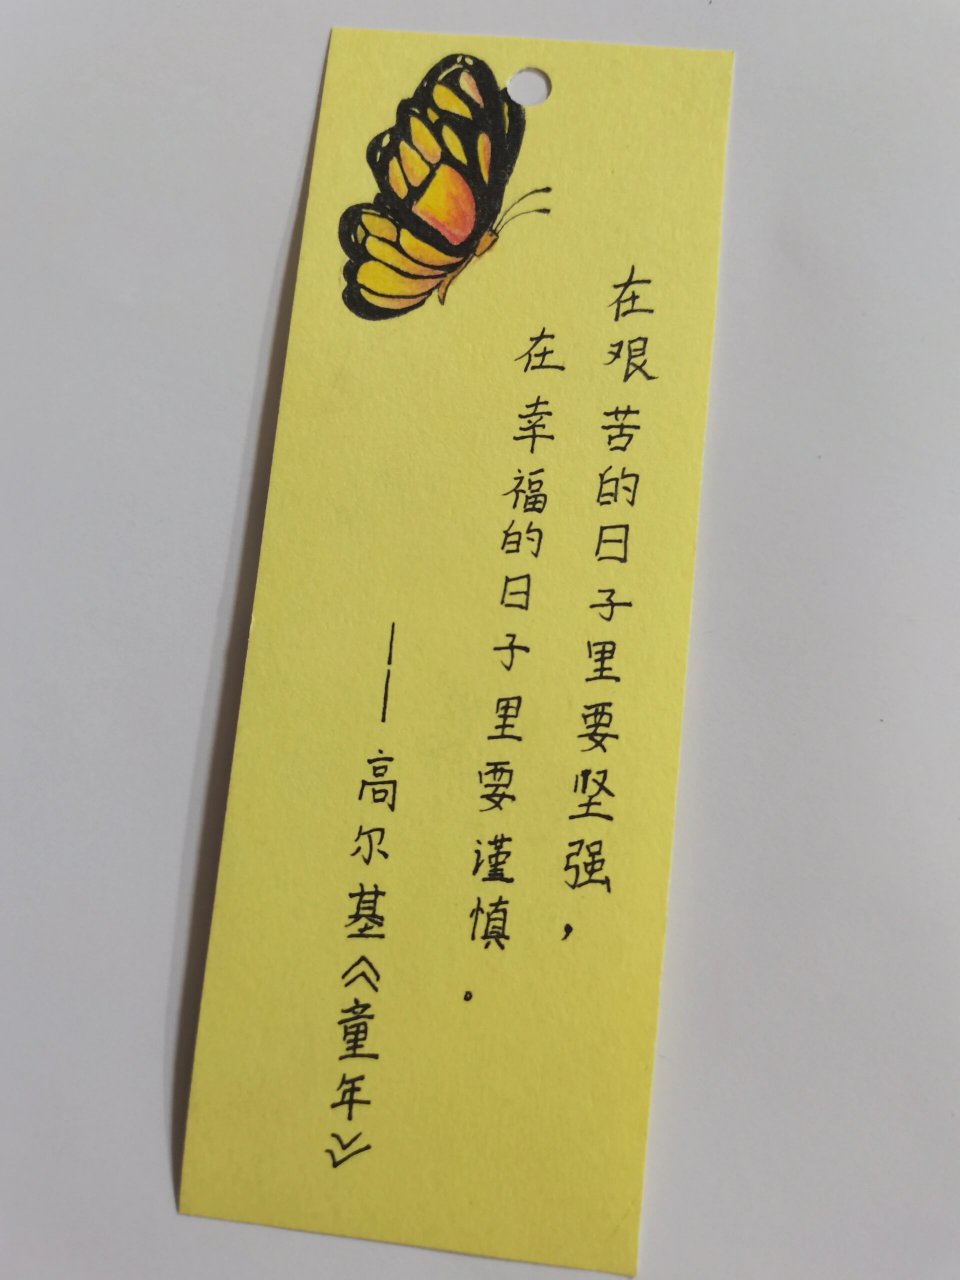 在艰苦的日子里要坚强，
在幸福的日子里要谨慎。
——高尔基《童年》